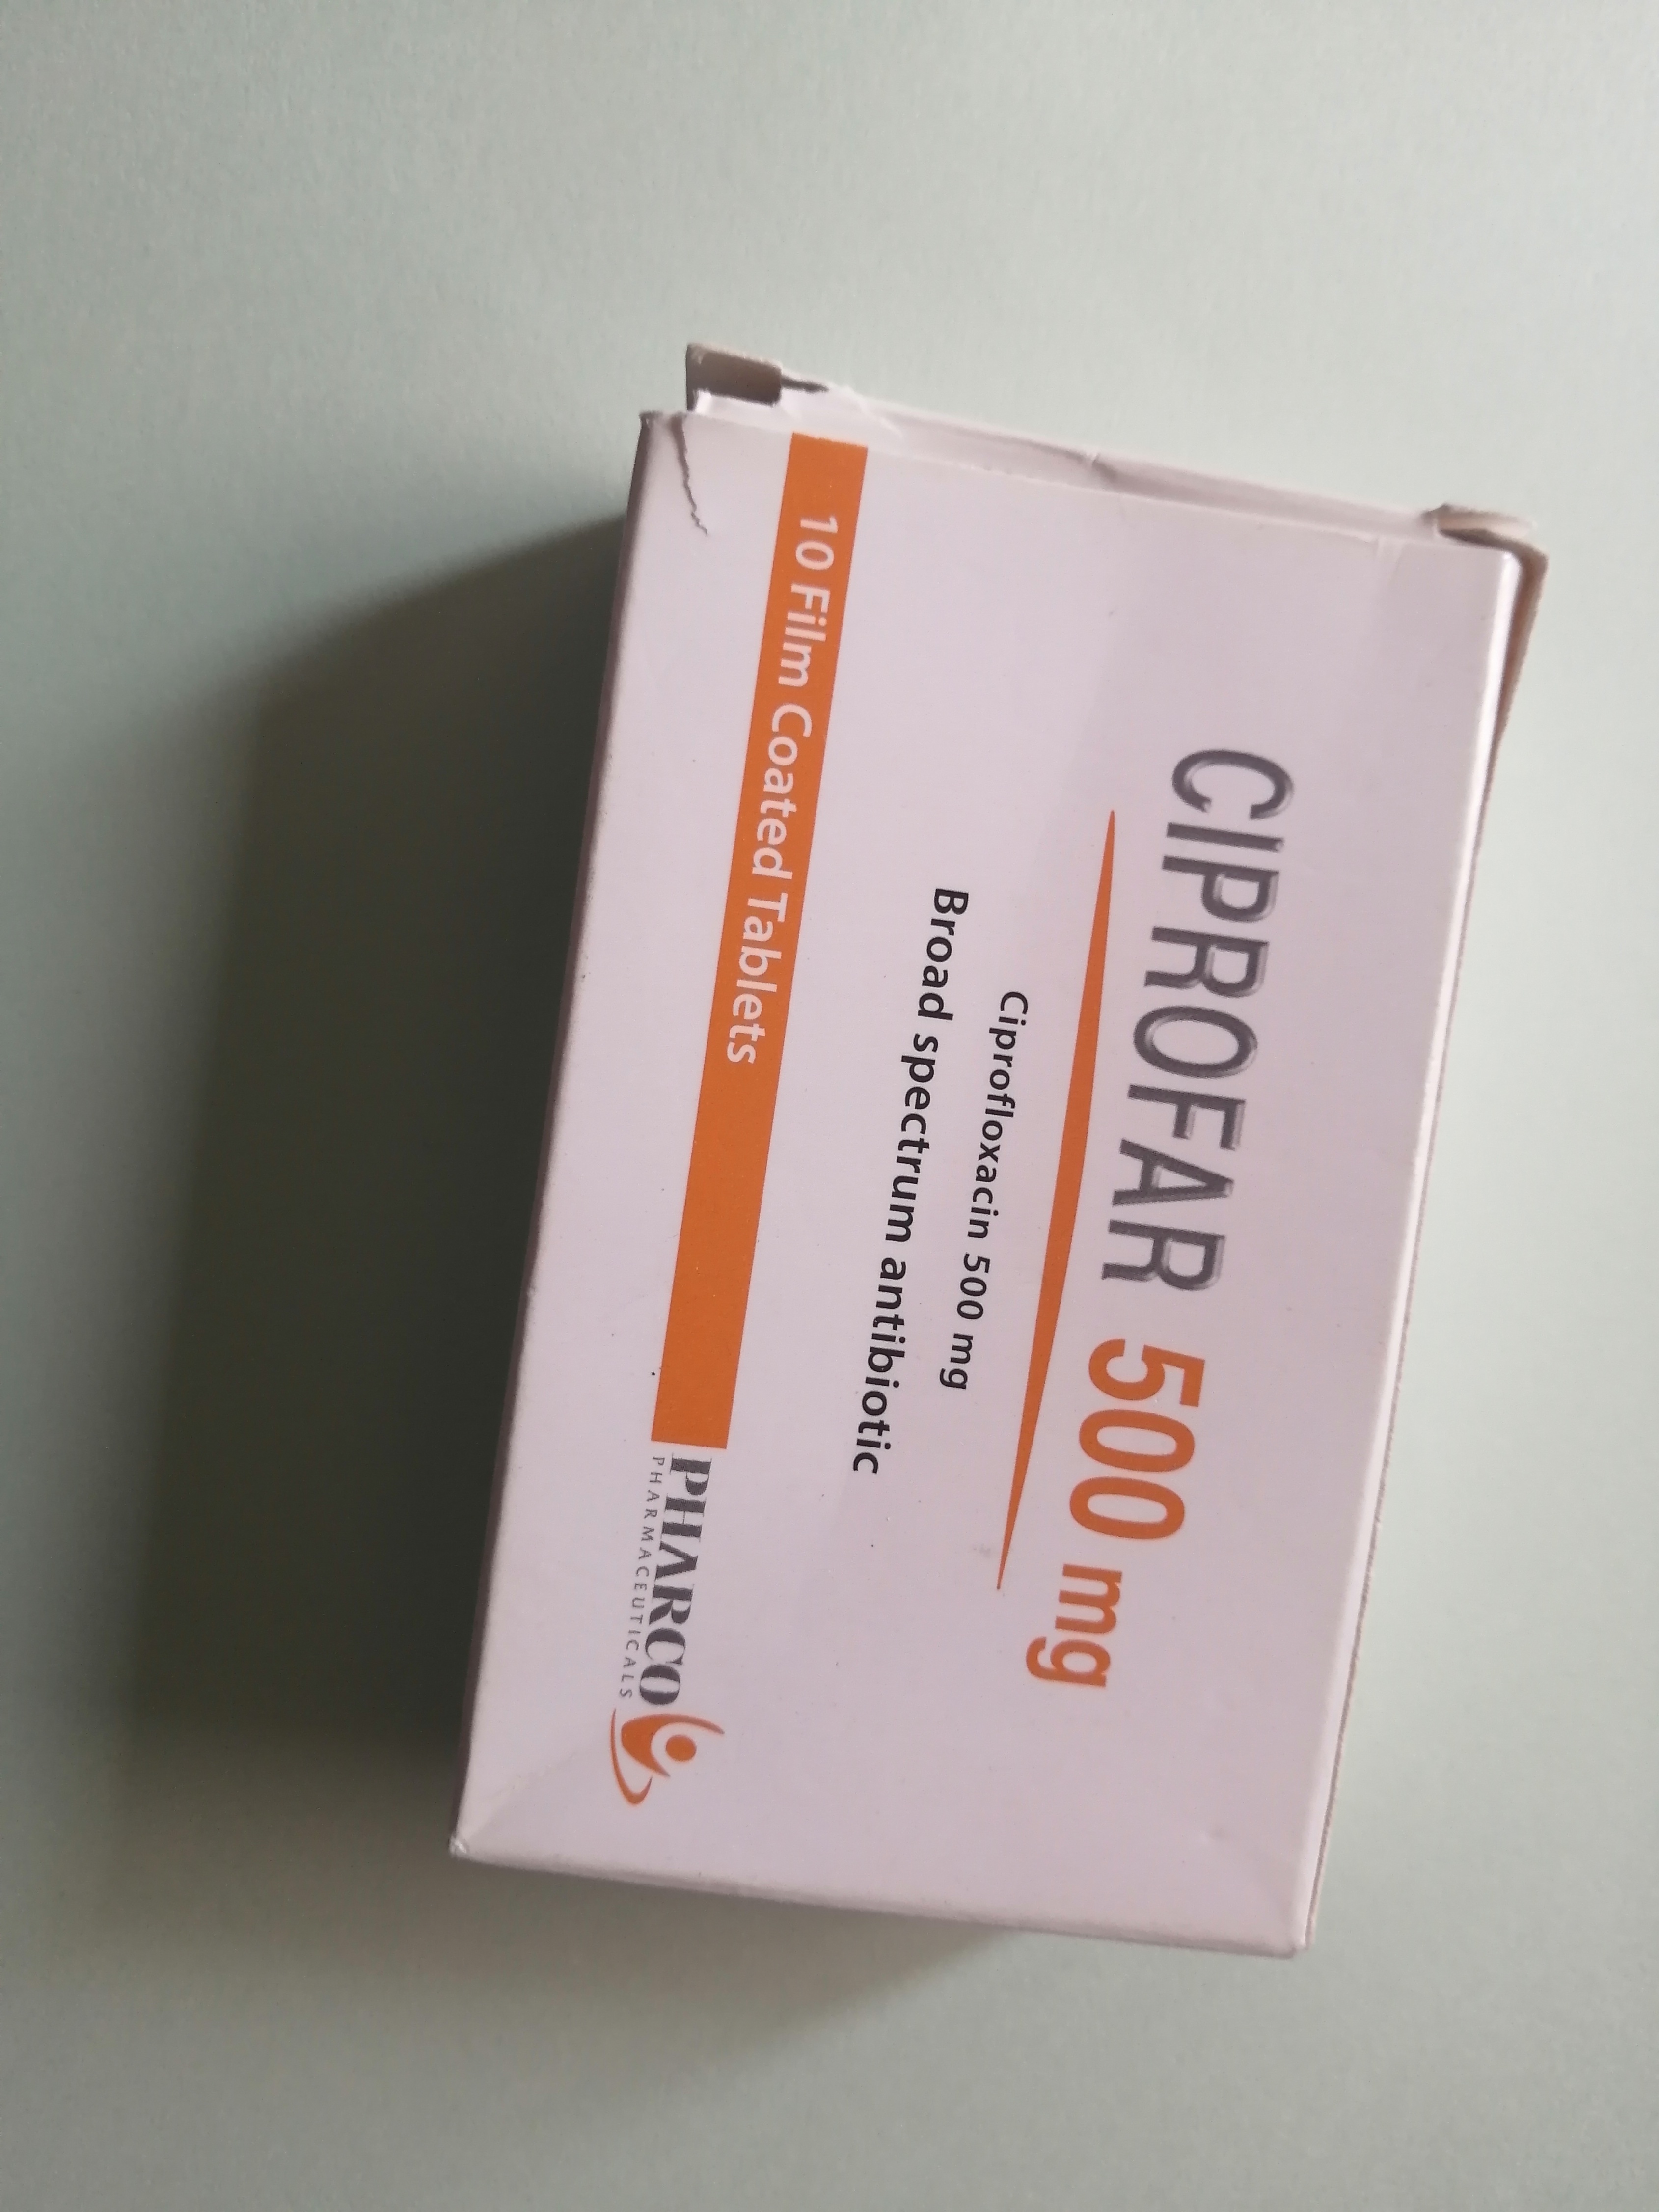 CIPROFAR 500 mg
Ciprofloxacin 500 mg
Broad spectrum antibiotic
10 Film Coated Tablets
PHARCO
PHARMACEUTICALS